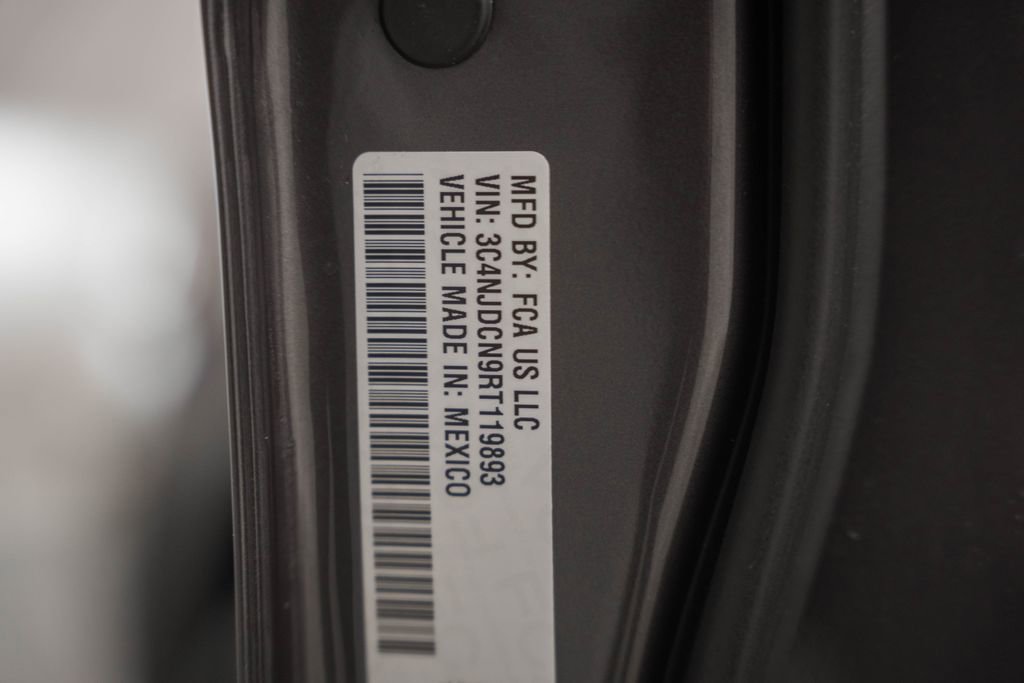 MFD BY: FCA US LLC
VIN: 3C4NJDCN9RT119893
VEHICLE MADE IN: MEXICO